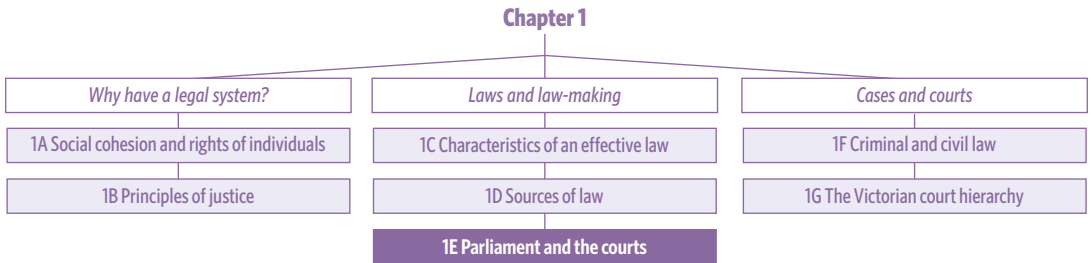 Chapter 1
Why have a legal system?
1A Social cohesion and rights of individuals
1B Principles of justice
Laws and law-making
1C Characteristics of an effective law
1D Sources of law
1E Parliament and the courts
Cases and courts
1F Criminal and civil law
1G The Victorian court hierarchy